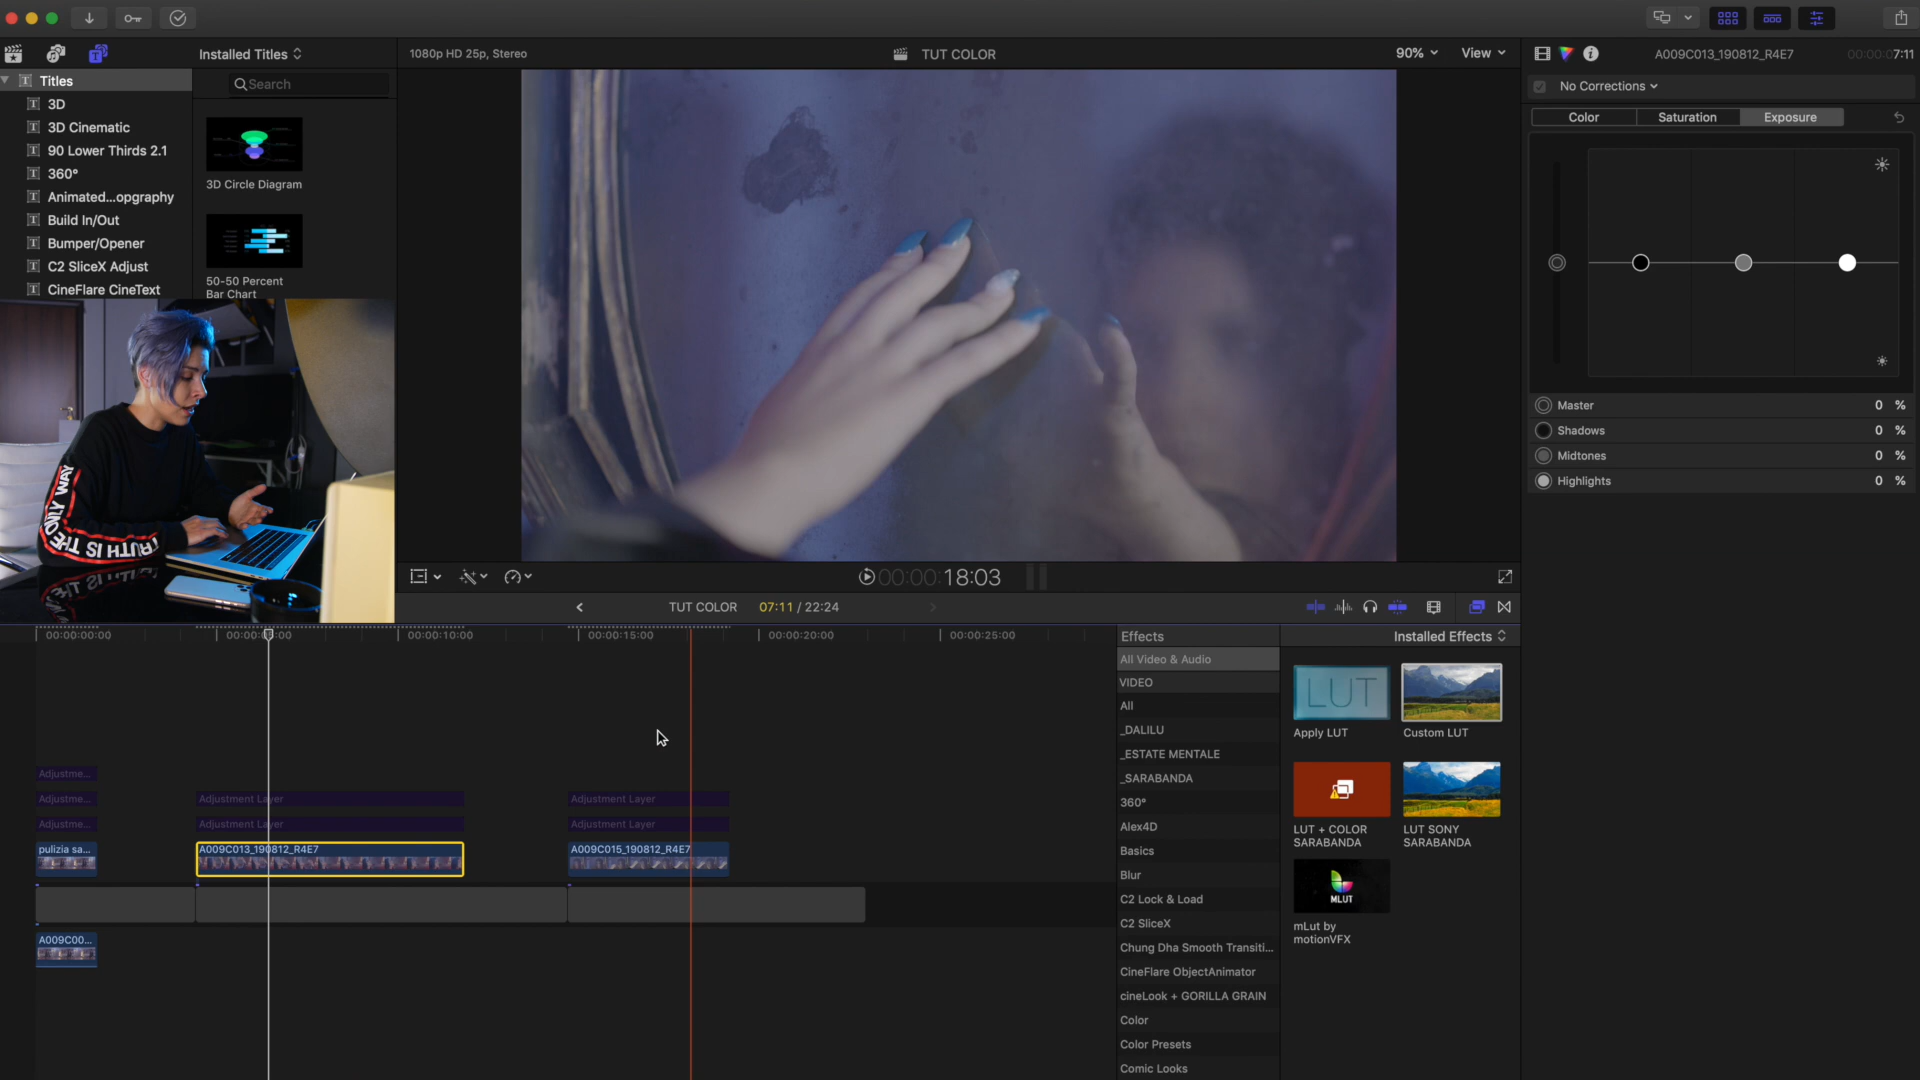 Installed Titles
1080p HD 25p, Stereo
TUT COLOR
90%
View
A009C013_190812_R4E7
00:00:07:11
Titles
Search
No Corrections
3D
3D Cinematic
90 Lower Thirds 2.1
360°
Animated...opgraphy
Build In/Out
Bumper/Opener
C2 SliceX Adjust
CineFlare CineText
3D Circle Diagram
50-50 Percent
Bar Chart
Color
Saturation
Exposure
Master
0 %
Shadows
0 %
Midtones
0 %
Highlights
0 %
THE ONLY WAY
TRUTH IS THE
00:00:00:18:03
TUT COLOR
07:11 / 22:24
00:00:00:00
00:00:05:00
00:00:10:00
00:00:15:00
00:00:20:00
00:00:25:00
Adjustme...
Adjustme...
Adjustment Layer
Adjustment Layer
Adjustme...
Adjustment Layer
Adjustment Layer
pulizia sa...
A009C013_190812_R4E7
A009C015_190812_R4E7
A009C00...
Effects
Installed Effects
All Video & Audio
VIDEO
All
_DALILU
_ESTATE MENTALE
_SARABANDA
360°
Alex4D
Basics
Blur
C2 Lock & Load
C2 SliceX
Chung Dha Smooth Transiti...
CineFlare ObjectAnimator
cineLook + GORILLA GRAIN
Color
Color Presets
Comic Looks
LUT
Apply LUT
Custom LUT
LUT + COLOR
SARABANDA
LUT SONY
SARABANDA
MLUT
mLut by
motionVFX